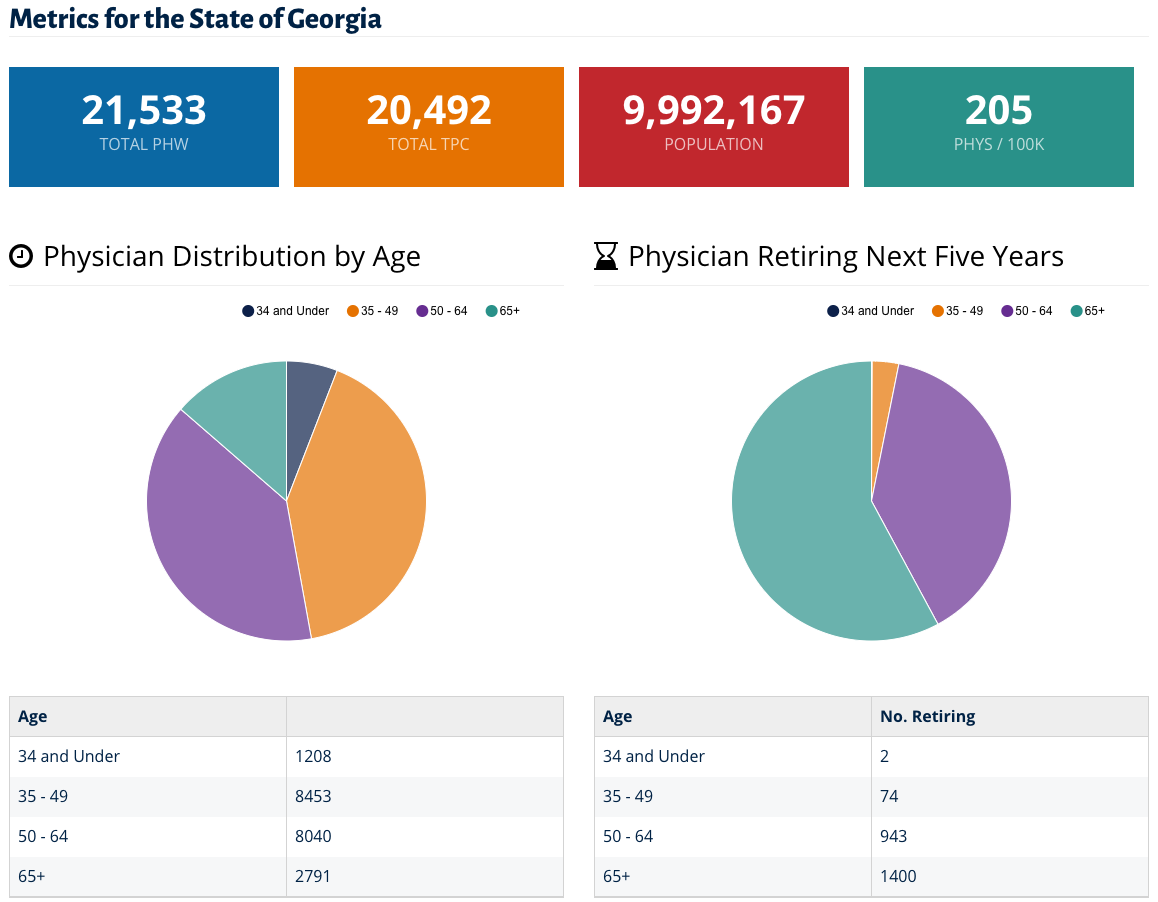 Metrics for the State of Georgia
21,533
TOTAL PHW
20,492
TOTAL TPC
9,992,167
POPULATION
205
PHYS / 100K
Physician Distribution by Age
34 and Under 35 - 49 50 - 64 65+
Age
34 and Under 1208
35 - 49 8453
50 - 64 8040
65+ 2791
Physician Retiring Next Five Years
34 and Under 35 - 49 50 - 64 65+
Age No. Retiring
34 and Under 2
35 - 49 74
50 - 64 943
65+ 1400